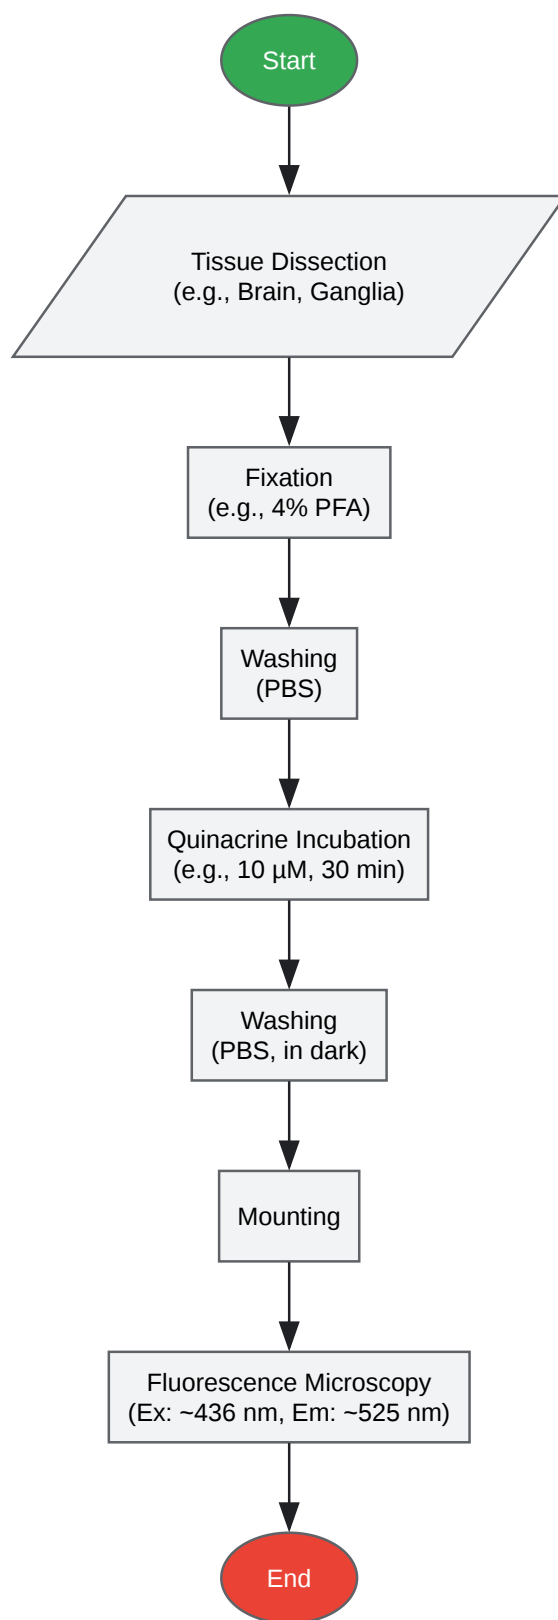 Start
Tissue Dissection
(e.g., Brain, Ganglia)
Fixation
(e.g., 4% PFA)
Washing
(PBS)
Quinacrine Incubation
(e.g., 10 µM, 30 min)
Washing
(PBS, in dark)
Mounting
Fluorescence Microscopy
(Ex: ~436 nm, Em: ~525 nm)
End